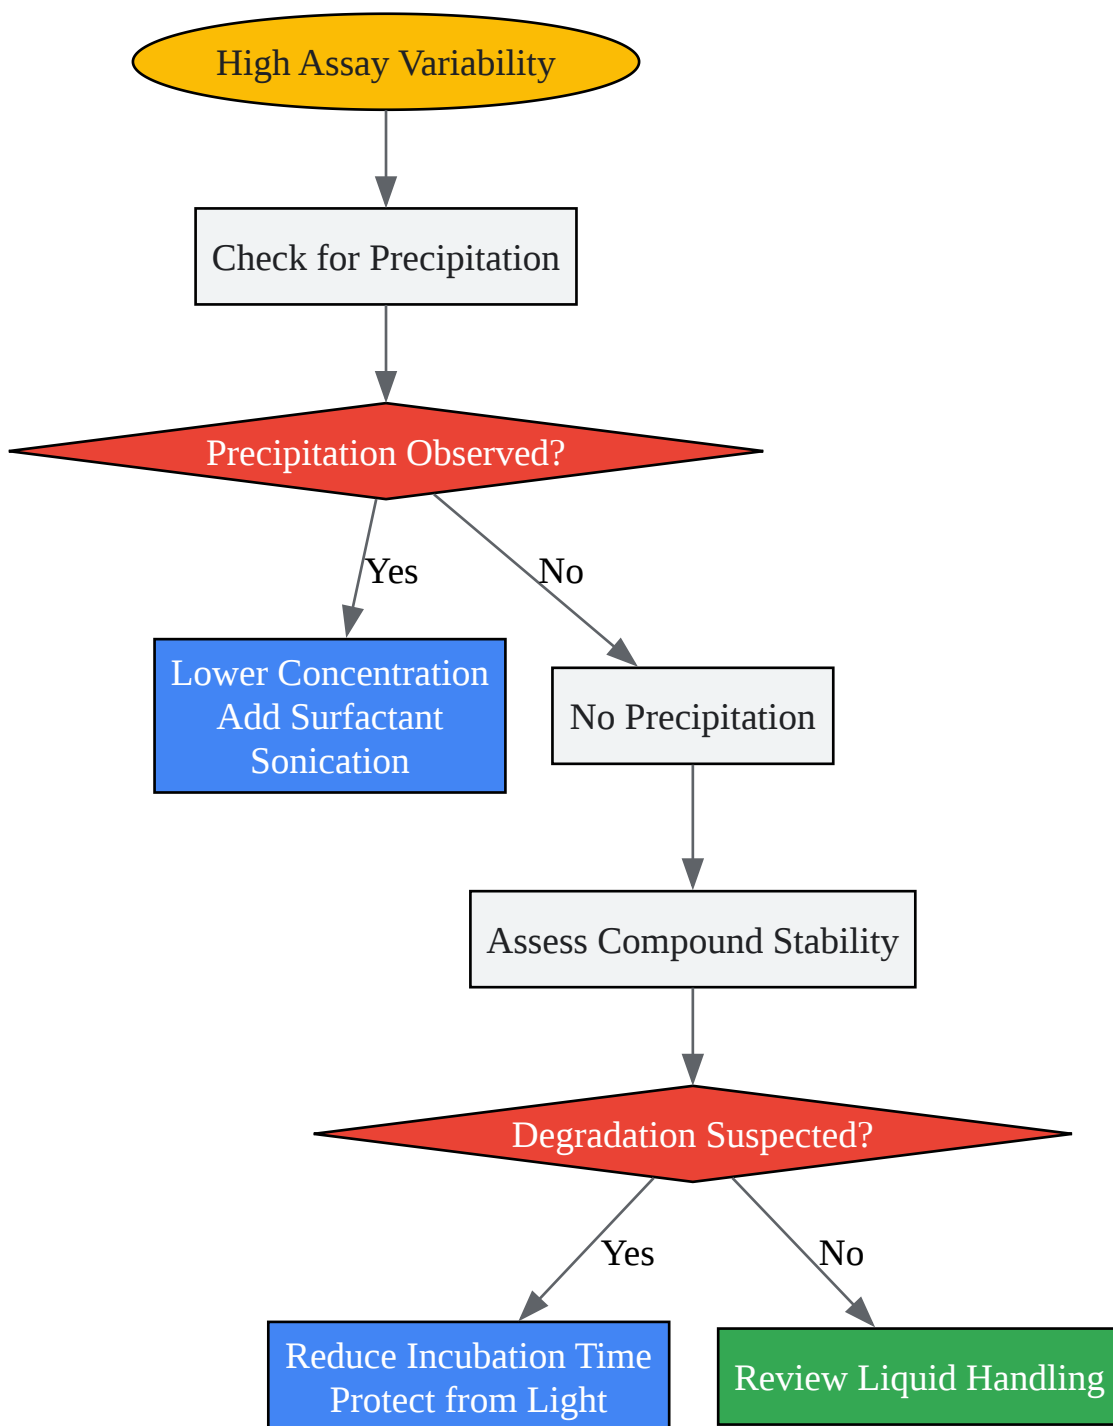 High Assay Variability
Check for Precipitation
Precipitation Observed?
Yes
No
Lower Concentration
Add Surfactant
Sonication
No Precipitation
Assess Compound Stability
Degradation Suspected?
Yes
No
Reduce Incubation Time
Protect from Light
Review Liquid Handling